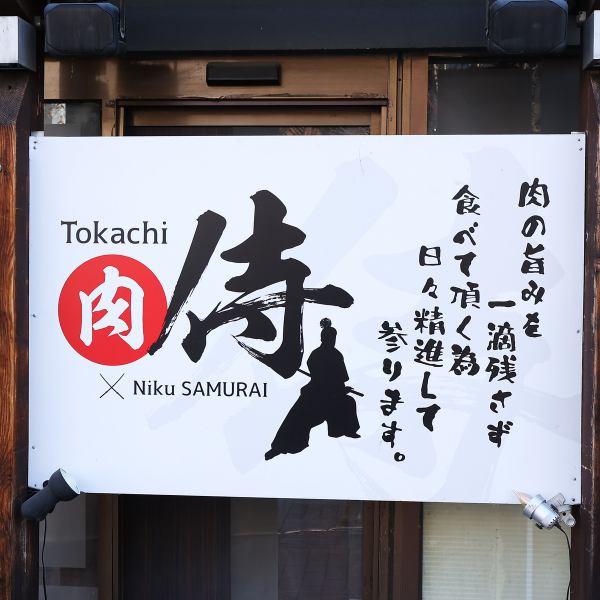 Tokachi
肉侍
× Niku SAMURAI
肉の旨みを
一滴残さず
食べて頂く為
日々精進して
参ります。